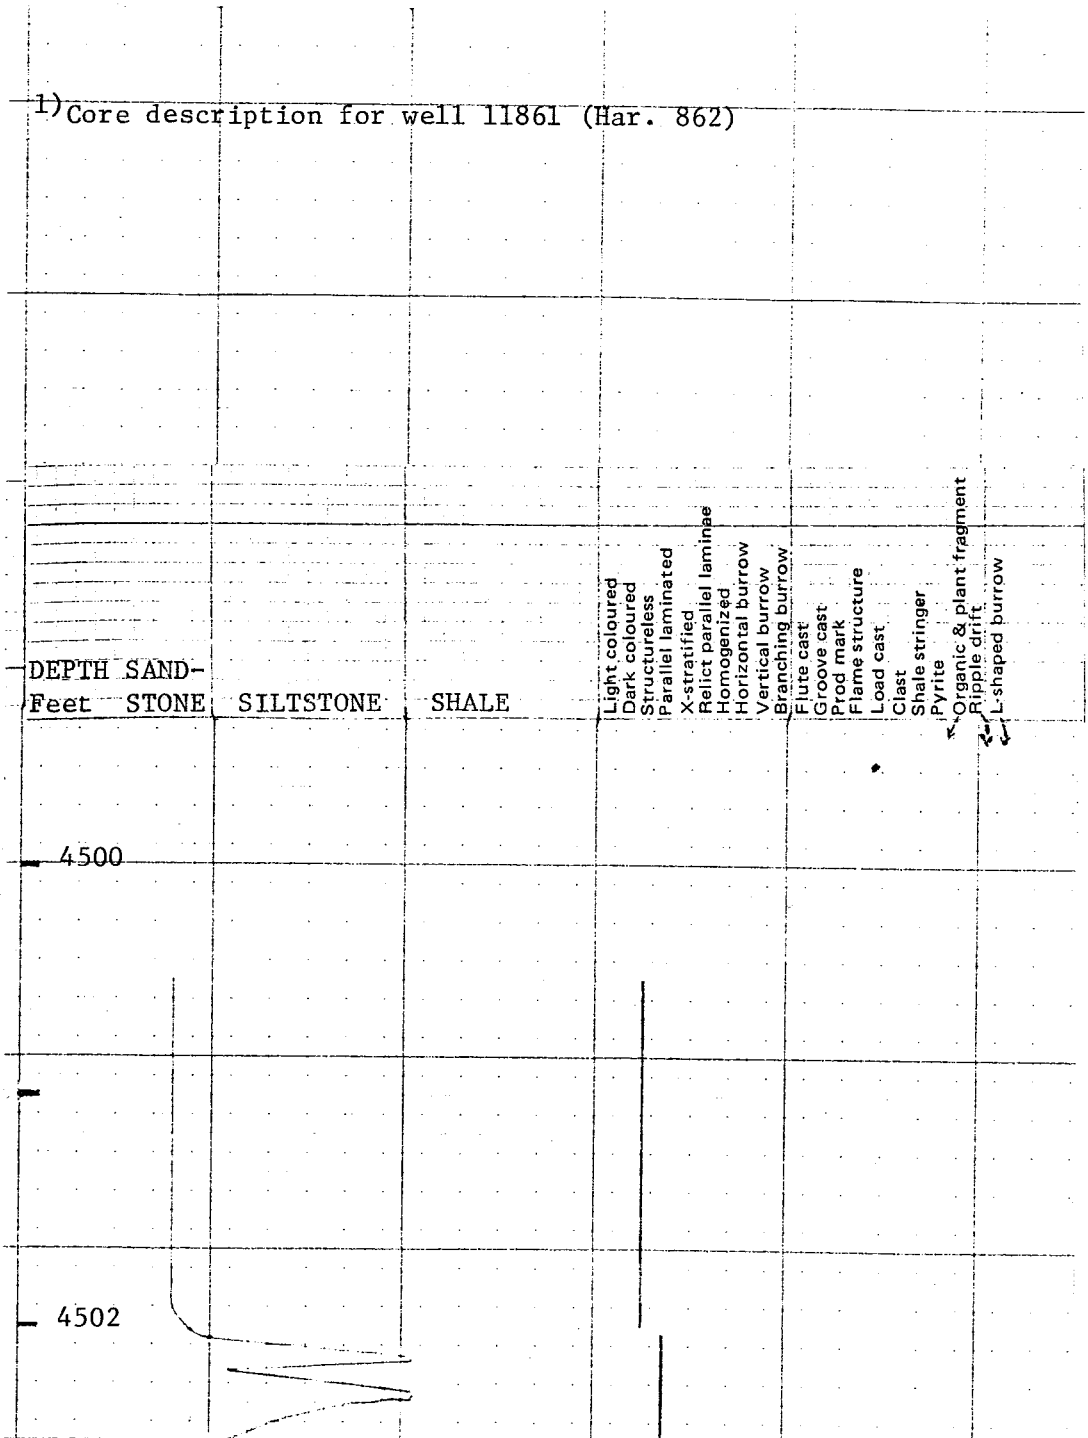 1) Core description for well 11861 (Har. 862)
Light coloured
Dark coloured
Structureless
Parallel laminated
X-stratified
Relict parallel laminae
Homogenized
Horizontal burrow
Vertical burrow
Branching burrow
Flute cast
Groove cast
Prod mark
Flame structure
Load cast
Clast
Shale stringer
Pyrite
Organic & plant fragment
Ripple drift
L-shaped burrow
DEPTH SAND-
Feet STONE SILTSTONE SHALE
4500
4502